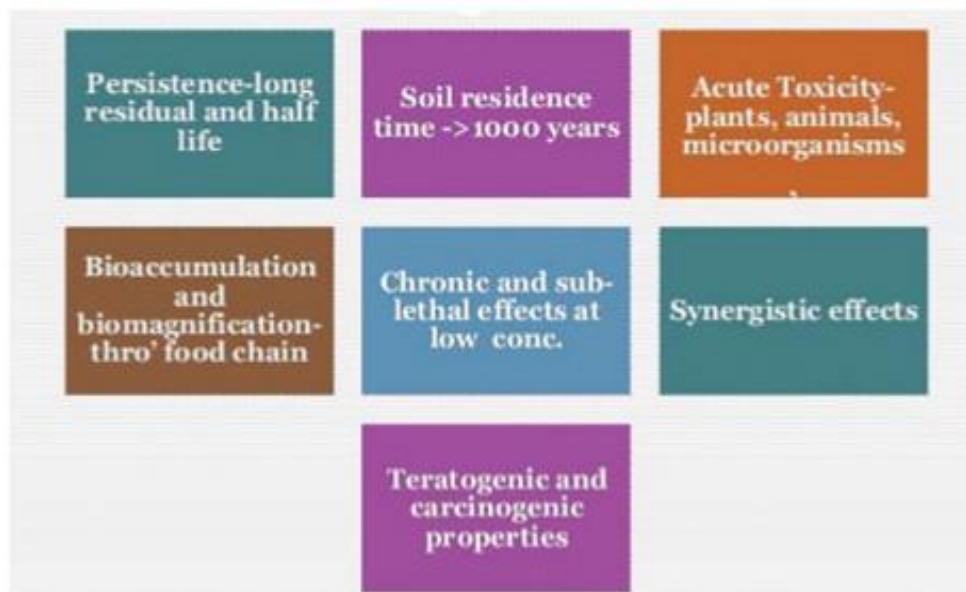 Persistence-long
residual and half
life
Soil residence
time ->1000 years
Acute Toxicity-
plants, animals,
microorganisms
Bioaccumulation
and
biomagnification-
thro' food chain
Chronic and sub-
lethal effects at
low conc.
Synergistic effects
Teratogenic and
carcinogenic
properties